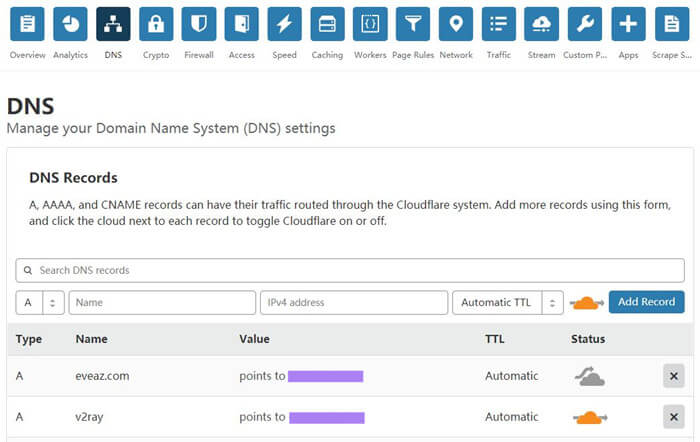 Overview Analytics DNS Crypto Firewall Access Speed Caching Workers Page Rules Network Traffic Stream Custom P... Apps Scrape S...
DNS
Manage your Domain Name System (DNS) settings
DNS Records
A, AAAA, and CNAME records can have their traffic routed through the Cloudflare system. Add more records using this form,
and click the cloud next to each record to toggle Cloudflare on or off.
Search DNS records
A Name IPv4 address Automatic TTL Add Record
Type Name Value TTL Status
A eveaz.com points to Automatic
A v2ray points to Automatic